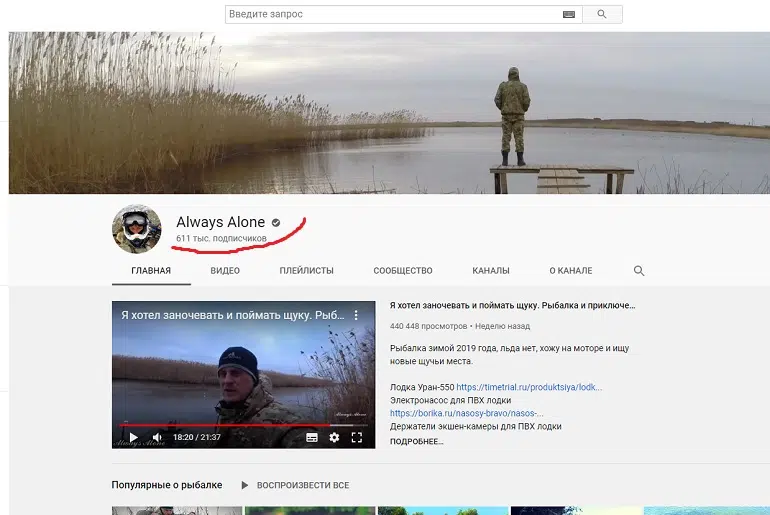 Введите запрос
Always Alone
611 тыс. подписчиков
ГЛАВНАЯ ВИДЕО ПЛЕЙЛИСТЫ СООБЩЕСТВО КАНАЛЫ О КАНАЛЕ
Я хотел заночевать и поймать щуку. Рыб...
Always Alone
Always Alone
18:20 / 21:37
Я хотел заночевать и поймать щуку. Рыбалка и приключе...
440 448 просмотров • Неделю назад
Рыбалка зимой 2019 года, льда нет, хожу на моторе и ищу
новые щучьи места.
Лодка Уран-550 https://timetrial.ru/produktsiya/lodk...
Электронасос для ПВХ лодки
https://borika.ru/nasosy-bravo/nasos-...
Держатели экшен-камеры для ПВХ лодки
ПОДРОБНЕЕ...
Популярные о рыбалке ВОСПРОИЗВЕСТИ ВСЕ